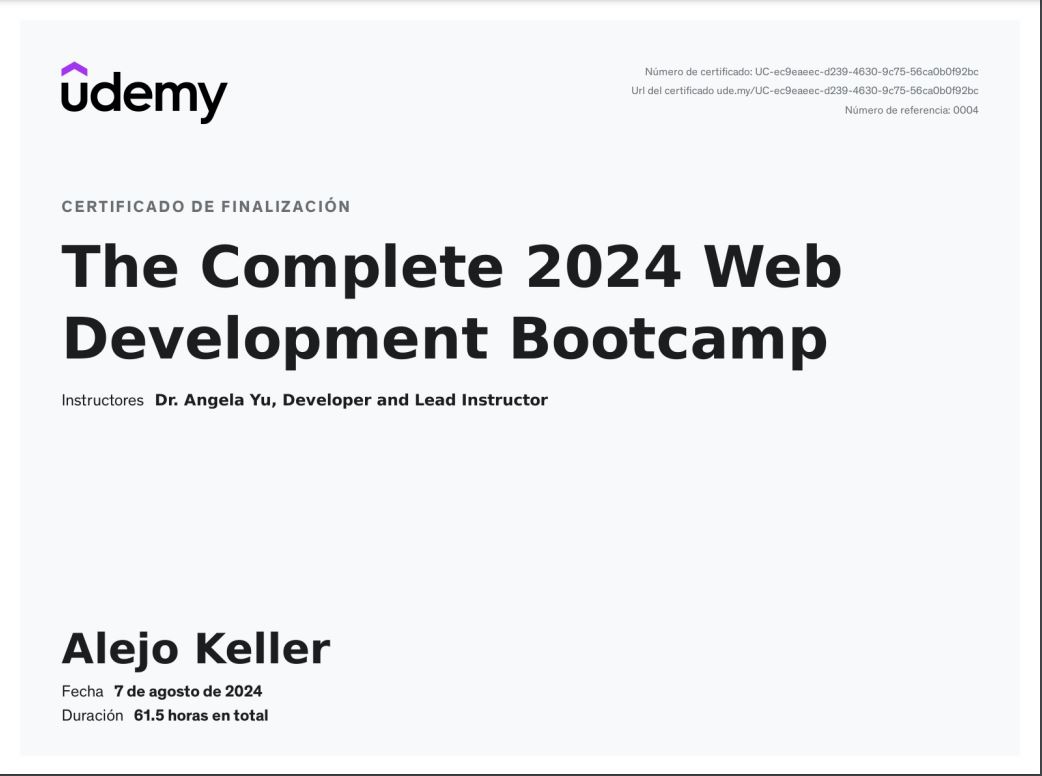 udemy
Número de certificado: UC-ec9eaeec-d239-4630-9c75-56ca0b0f92bc
Url del certificado ude.my/UC-ec9eaeec-d239-4630-9c75-56ca0b0f92bc
Número de referencia: 0004
CERTIFICADO DE FINALIZACIÓN
The Complete 2024 Web
Development Bootcamp
Instructores Dr. Angela Yu, Developer and Lead Instructor
Alejo Keller
Fecha 7 de agosto de 2024
Duración 61.5 horas en total